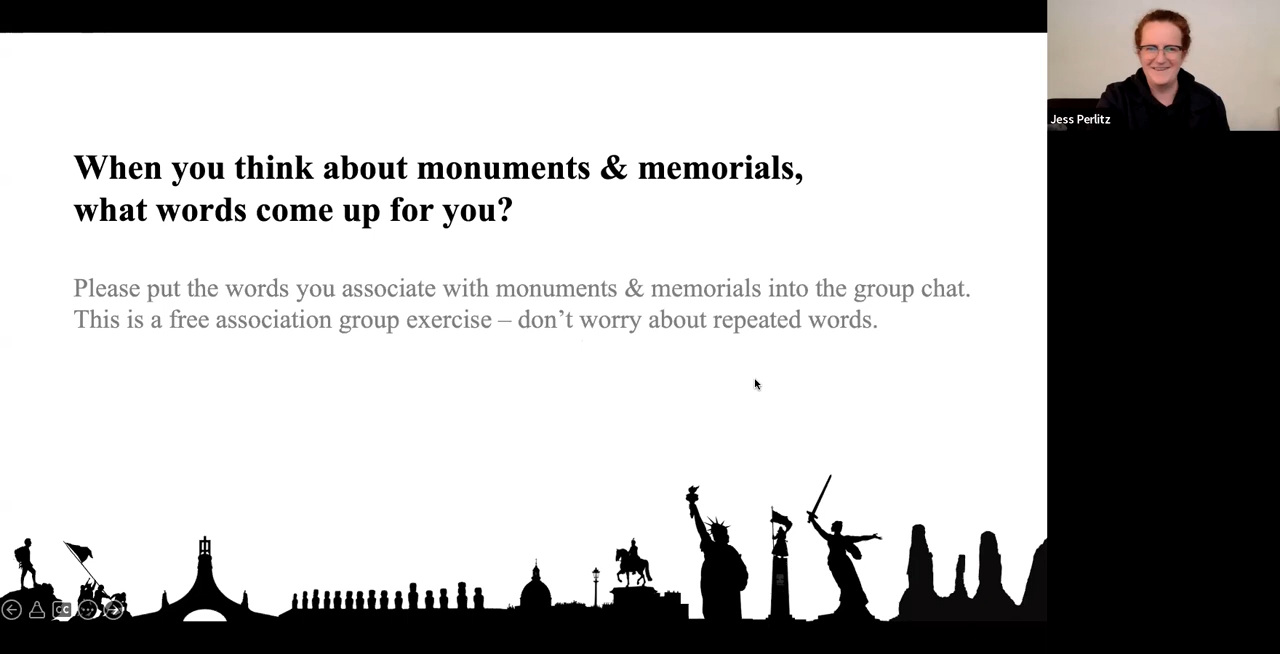 When you think about monuments & memorials,
what words come up for you?
Please put the words you associate with monuments & memorials into the group chat.
This is a free association group exercise – don’t worry about repeated words.
Jess Perlitz
CC